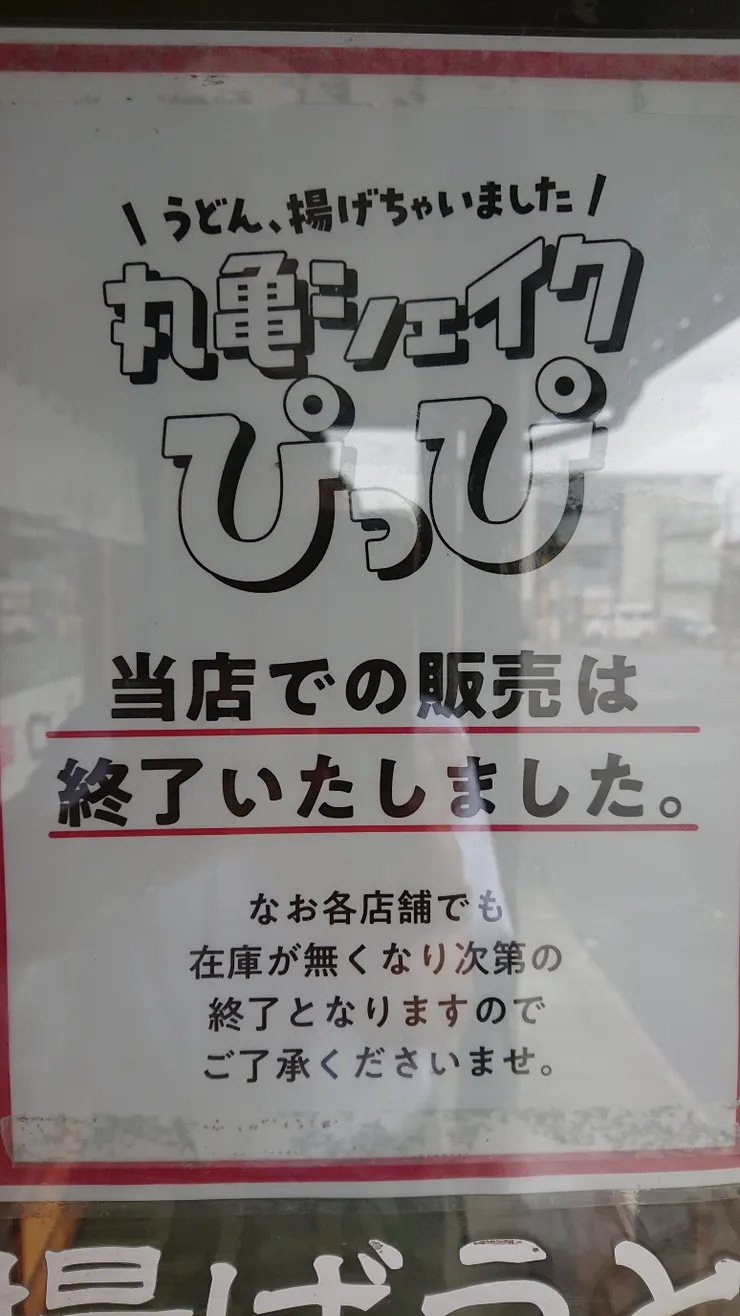 \ うどん、揚げちゃいました /
丸亀シェイク
ぴっぴ
当店での販売は
終了いたしました。
なお各店舗でも
在庫が無くなり次第の
終了となりますので
ご了承くださいませ。